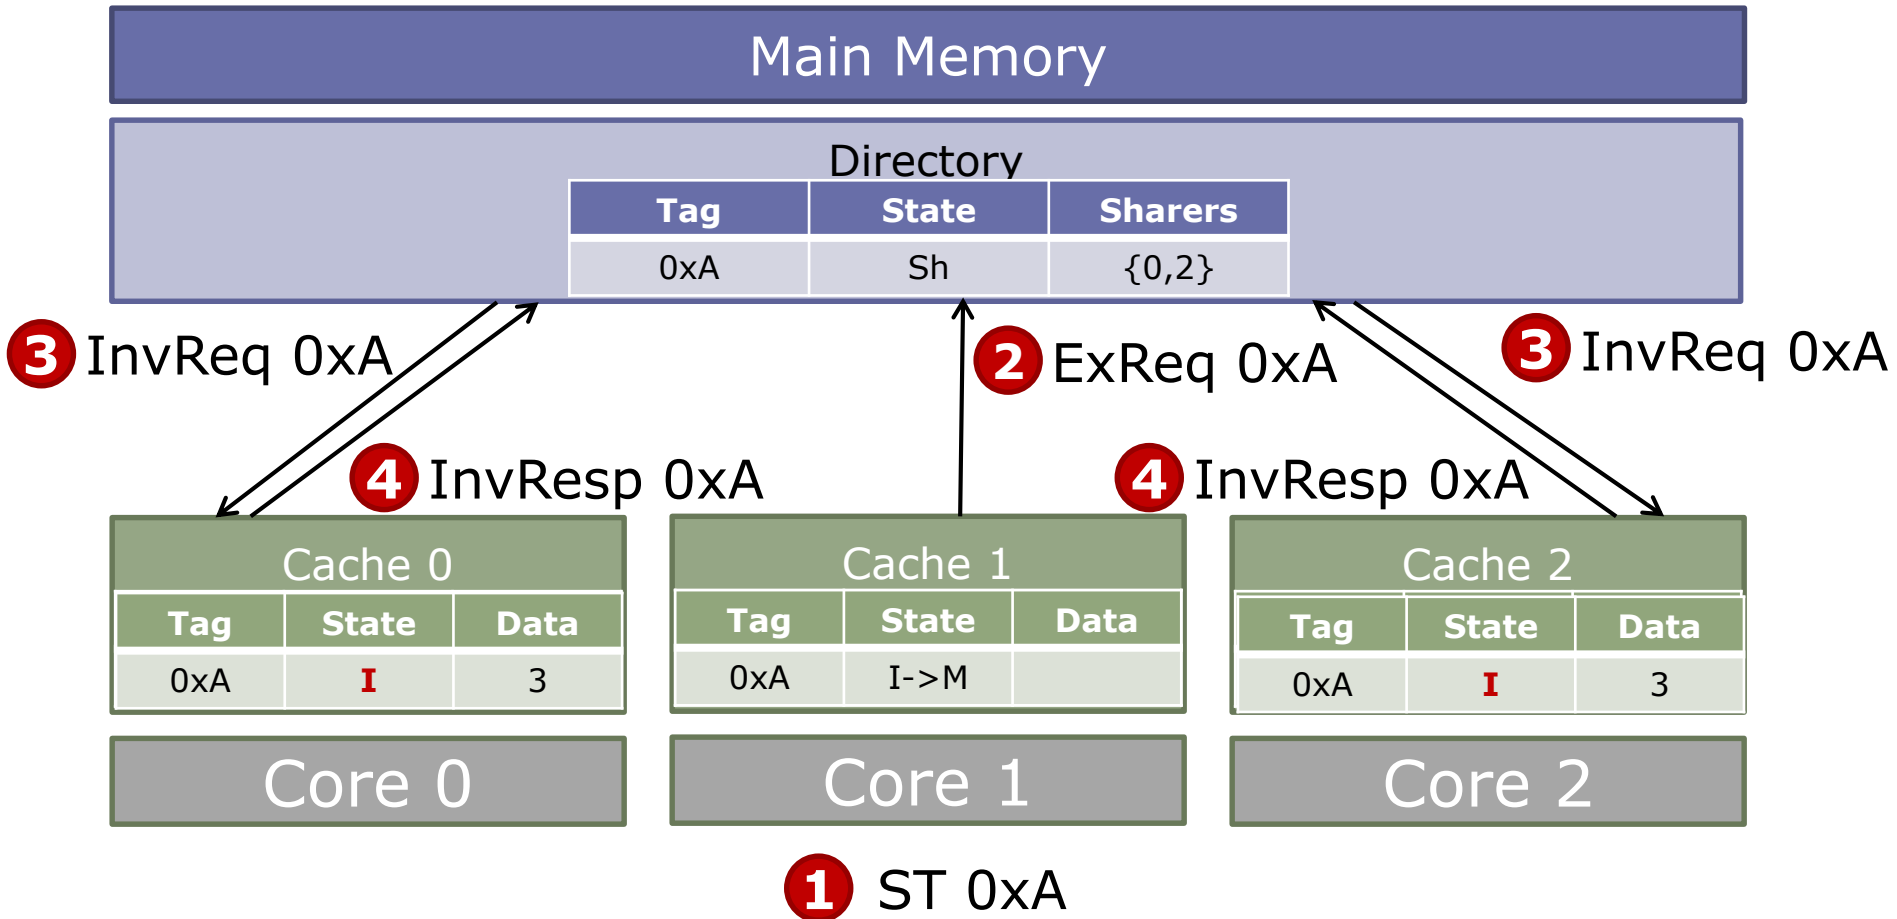 Main Memory
Directory
Tag State Sharers
0xA Sh {0,2}
3 InvReq 0xA
2 ExReq 0xA
3 InvReq 0xA
4 InvResp 0xA
4 InvResp 0xA
Cache 0
Tag State Data
0xA I 3
Cache 1
Tag State Data
0xA I->M
Cache 2
Tag State Data
0xA I 3
Core 0
Core 1
Core 2
1 ST 0xA